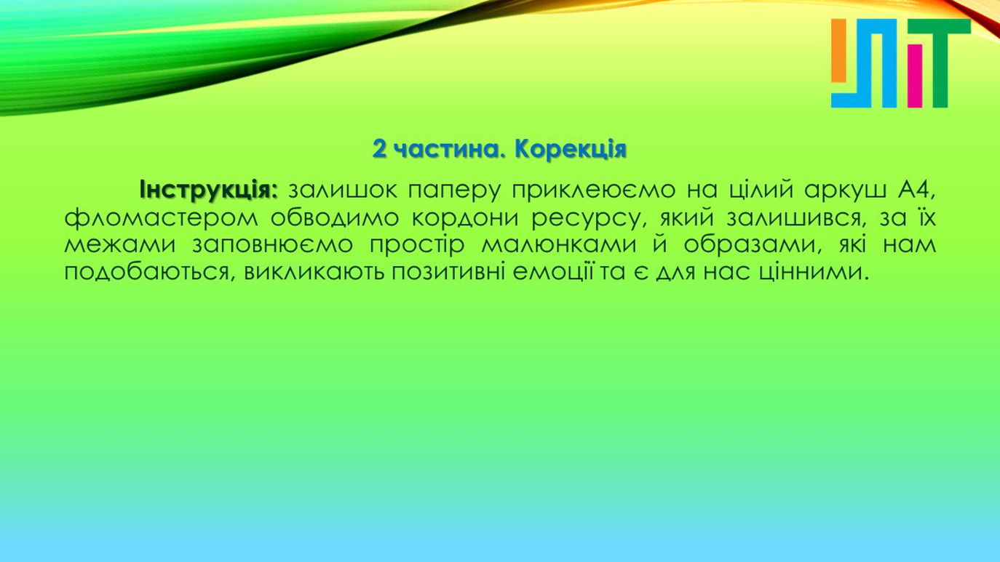 ІЛІТ
2 частина. Корекція
Інструкція: залишок паперу приклеюємо на цілий аркуш А4,
фломастером обводимо кордони ресурсу, який залишився, за їх
межами заповнюємо простір малюнками й образами, які нам
подобаються, викликають позитивні емоції та є для нас цінними.